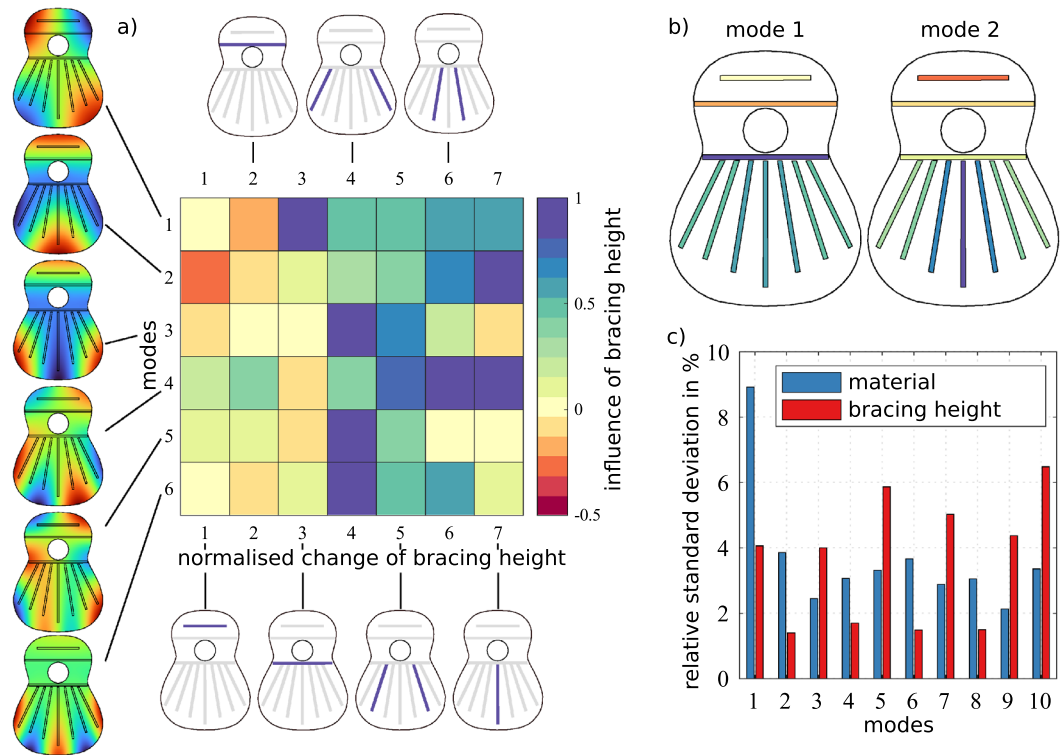 a)
1 2 3 4 5 6 7
modes
1
2
3
4
5
6
1
0.5
0
-0.5
influence of bracing height
1 2 3 4 5 6 7
normalised change of bracing height
b)
mode 1 mode 2
c)
relative standard deviation in %
10
8
6
4
2
0
material
bracing height
1 2 3 4 5 6 7 8 9 10
modes